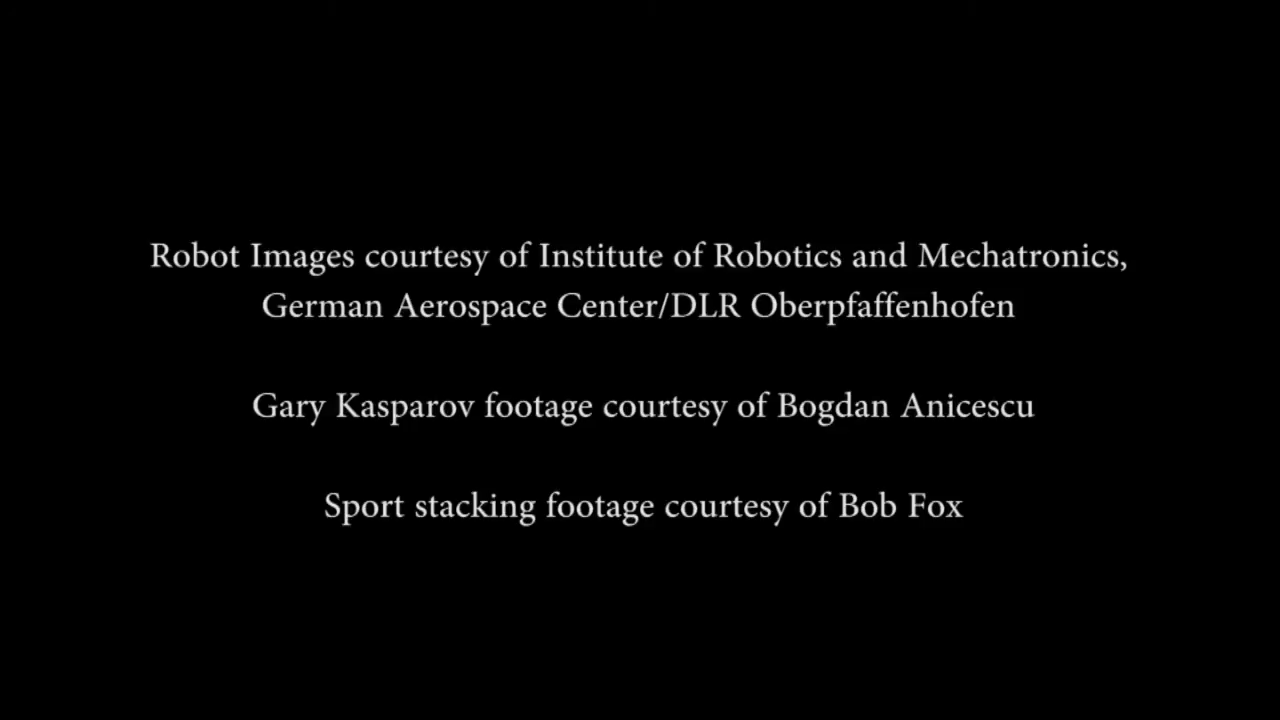 Robot Images courtesy of Institute of Robotics and Mechatronics,
German Aerospace Center/DLR Oberpfaffenhofen
Gary Kasparov footage courtesy of Bogdan Anicescu
Sport stacking footage courtesy of Bob Fox